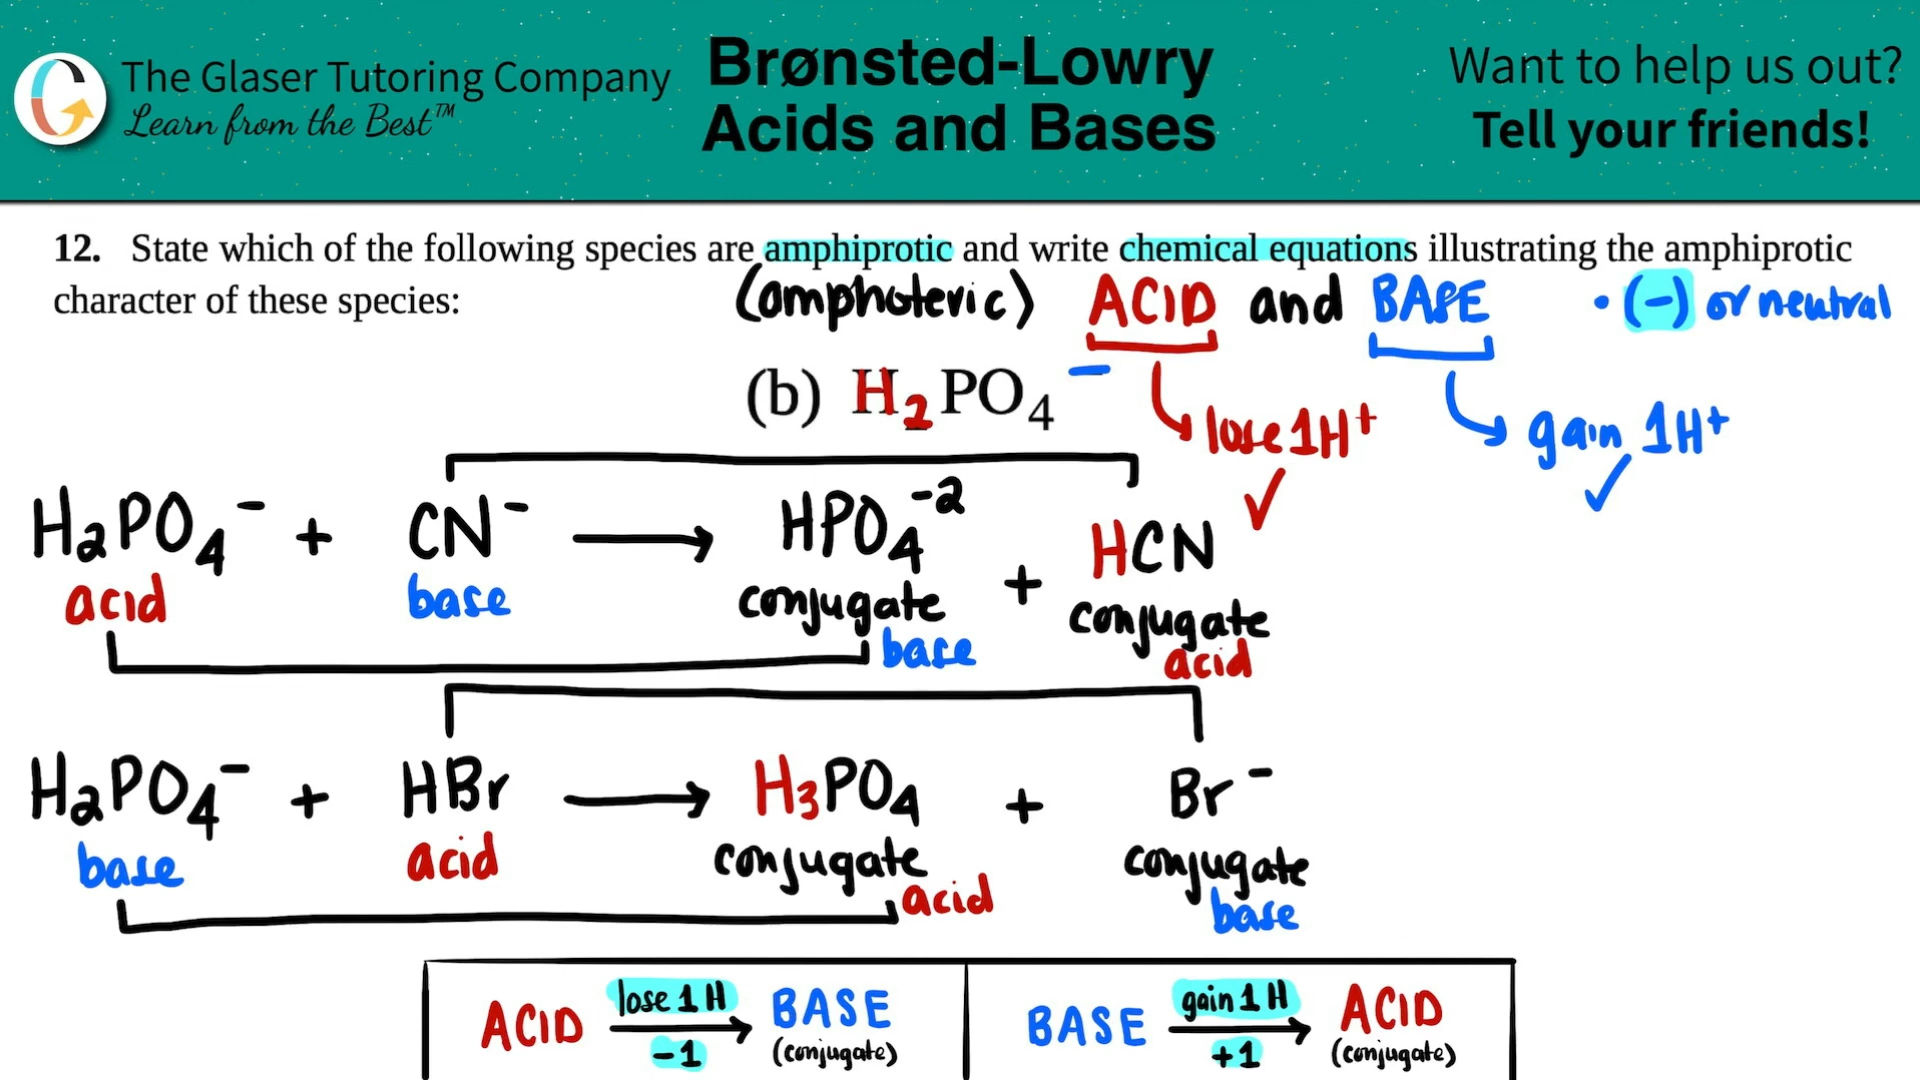 The Glaser Tutoring Company
Learn from the Best™
Brønsted-Lowry
Acids and Bases
Want to help us out?
Tell your friends!
12. State which of the following species are amphiprotic and write chemical equations illustrating the amphiprotic
character of these species:
(amphoteric) ACID and BASE • (-) or neutral
(b) H₂PO₄⁻
lose 1H⁺ gain 1H⁺
✓ ✓
H₂PO₄⁻ + CN⁻ → HPO₄⁻² + HCN
acid base conjugate base conjugate acid
H₂PO₄⁻ + HBr → H₃PO₄ + Br⁻
base acid conjugate acid conjugate base
ACID lose 1 H → -1 BASE (conjugate)
BASE gain 1 H → +1 ACID (conjugate)